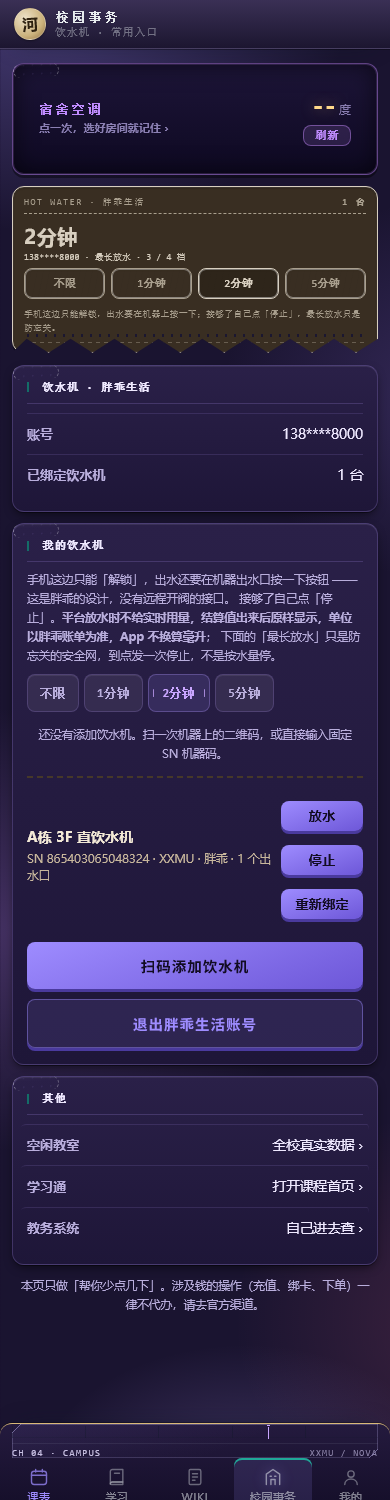 河
校园事务
饮水机 · 常用入口
宿舍空调
点一次，选好房间就记住 ›
-- 度
刷新
HOT WATER · 胖乖生活
1 台
2分钟
138****8000 · 最长放水 · 3 / 4 档
不限
1分钟
2分钟
5分钟
手机这边只能解锁，出水要在机器上按一下；接够了自己点「停止」，最长放水只是
防忘关。
饮水机 · 胖乖生活
账号
138****8000
已绑定饮水机
1 台
我的饮水机
手机这边只能「解锁」，出水还要在机器出水口按一下按钮 ——
这是胖乖的设计，没有远程开阀的接口。 接够了自己点「停
止」。平台放水时不给实时用量，结算值出来后原样显示，单位
以胖乖账单为准，App 不换算毫升； 下面的「最长放水」只是防
忘关的安全网，到点发一次停止，不是按水量停。
不限
1分钟
2分钟
5分钟
还没有添加饮水机。扫一次机器上的二维码，或直接输入固定
SN 机器码。
A栋 3F 直饮水机
SN 865403065048324 · XXMU · 胖乖 · 1 个出
水口
放水
停止
重新绑定
扫码添加饮水机
退出胖乖生活账号
其他
空闲教室
全校真实数据 ›
学习通
打开课程首页 ›
教务系统
自己进去查 ›
本页只做「帮你少点几下」。涉及钱的操作（充值、绑卡、下单）一
律不代办，请去官方渠道。
CH 04 · CAMPUS
XXMU / NOVA
课表
学习
WIKI
校园事务
我的